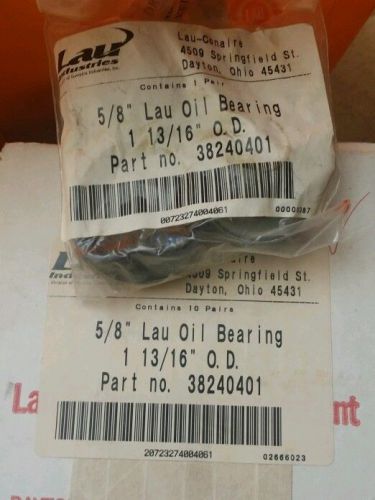 Lau
Industries
Lau-Conaire
4509 Springfield St.
Dayton, Ohio 45431
Contains 1 Pair
5/8" Lau Oil Bearing
1 13/16" O.D.
Part no. 38240401
00723274004061
4509 Springfield St.
Dayton, Ohio 45431
Contains 10 Pairs
5/8" Lau Oil Bearing
1 13/16" O.D.
Part no. 38240401
20723274004061
02666023